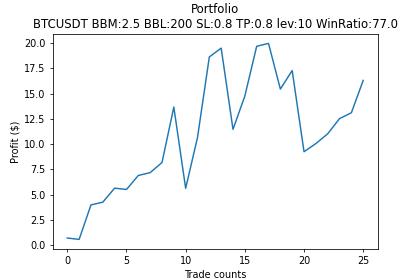 Portfolio
BTCUSDT BBM:2.5 BBL:200 SL:0.8 TP:0.8 lev:10 WinRatio:77.0
20.0
17.5
15.0
12.5
10.0
7.5
5.0
2.5
0.0
Profit ($)
0 5 10 15 20 25
Trade counts